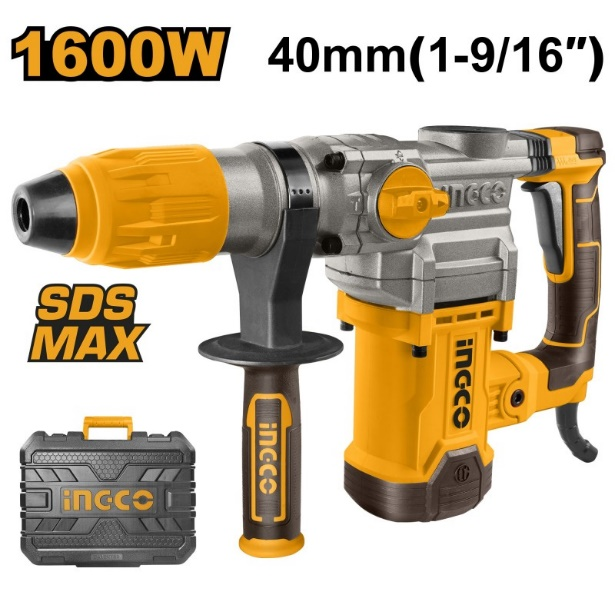 1600W
40mm(1-9/16")
INGCO
SDS
MAX
INGCO
INGCO
INGCO